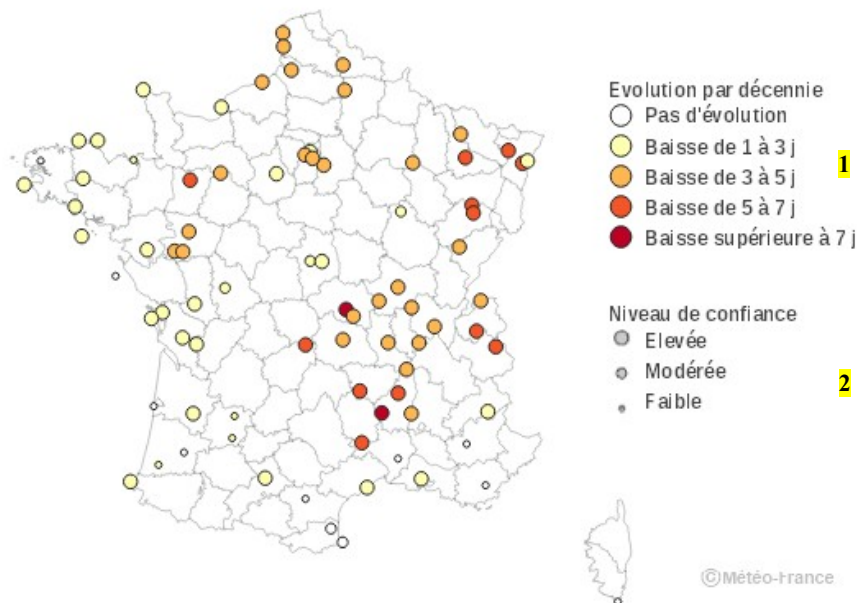 Evolution par décennie
Pas d'évolution
Baisse de 1 à 3 j
1
Baisse de 3 à 5 j
Baisse de 5 à 7 j
Baisse supérieure à 7 j
Niveau de confiance
Elevée
Modérée
2
Faible
©Météo-France